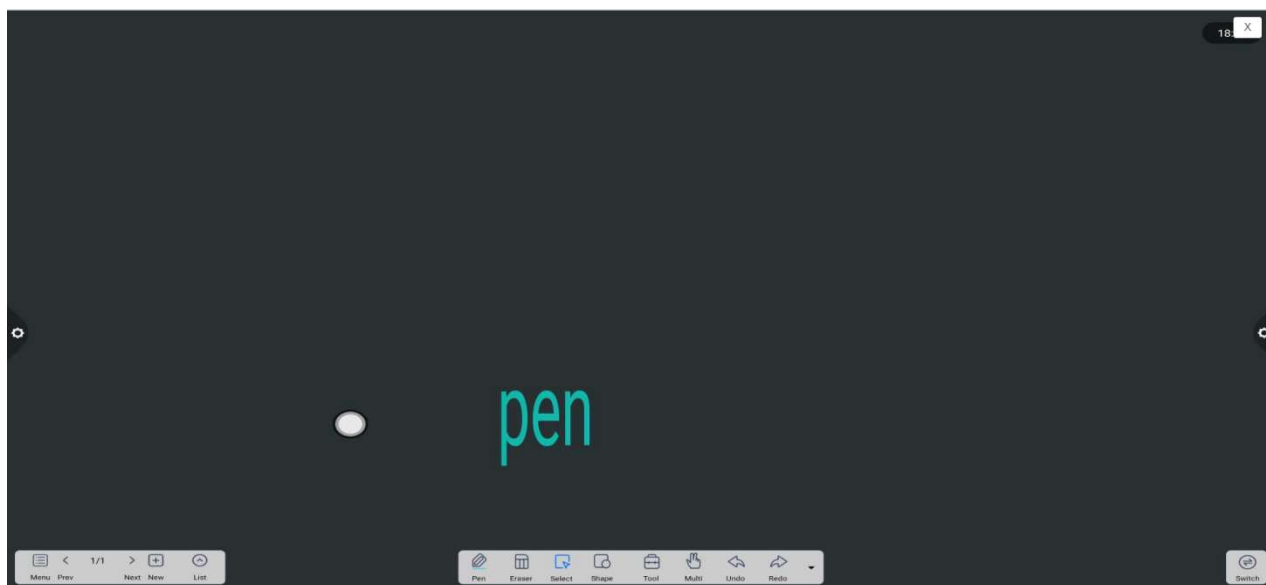 18:
X
pen
1/1
Menu Prev Next New List
Pen Eraser Select Shape Tool Multi Undo Redo
Switch